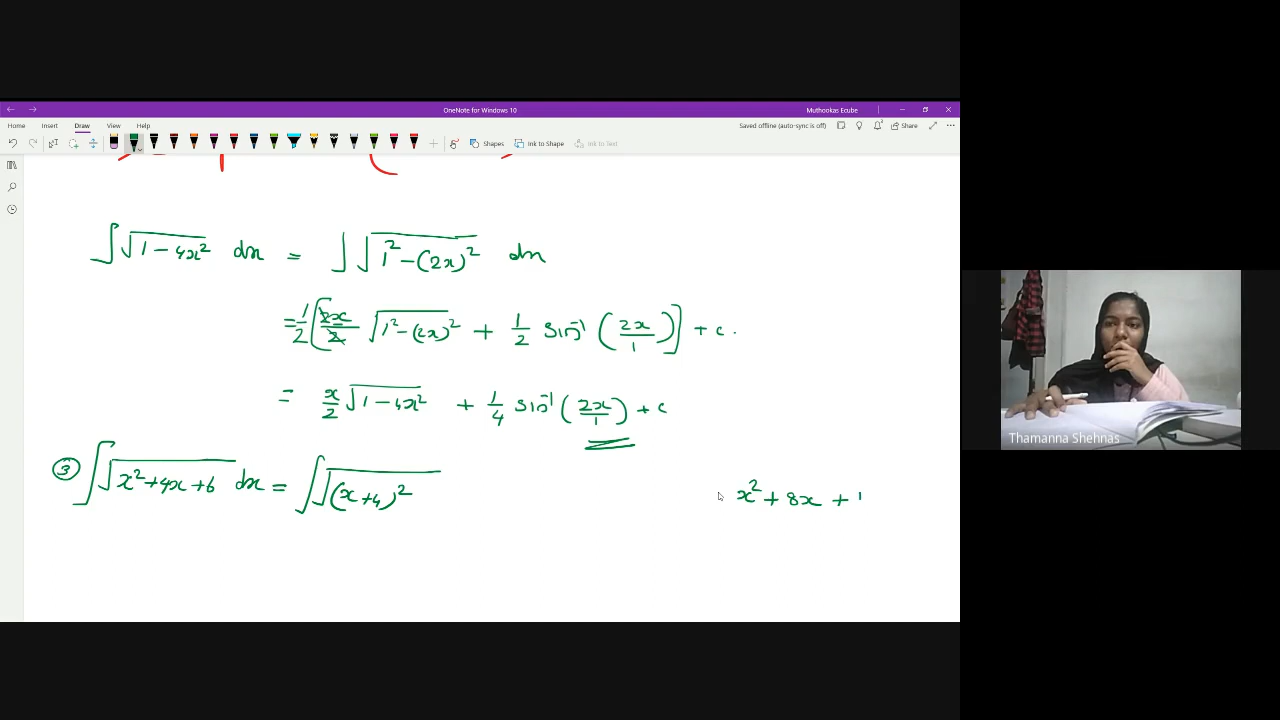 OneNote for Windows 10
Muthookas Ecube
Home Insert Draw View Help
Saved offline (auto-sync is off) Share
Shapes Ink to Shape Ink to Text
∫√(1 − 4x²) dx = ∫√(1² − (2x)²) dx
= 1/2 [2x/2 √(1² − (2x)²) + 1/2 sin⁻¹ (2x/1)] + c.
= x/2 √(1 − 4x²) + 1/4 sin⁻¹ (2x/1) + c
③ ∫√(x² + 4x + 6) dx = ∫√((x + 4)²
x² + 8x + 1
Thamanna Shehnas